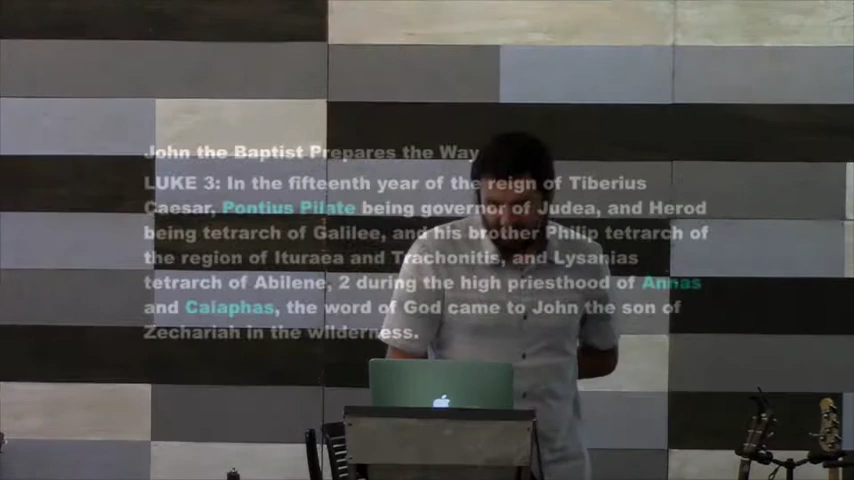 John the Baptist Prepares the Way
LUKE 3: In the fifteenth year of the reign of Tiberius
Caesar, Pontius Pilate being governor of Judea, and Herod
being tetrarch of Galilee, and his brother Philip tetrarch of
the region of Ituraea and Trachonitis, and Lysanias
tetrarch of Abilene, 2 during the high priesthood of Annas
and Caiaphas, the word of God came to John the son of
Zechariah in the wilderness.